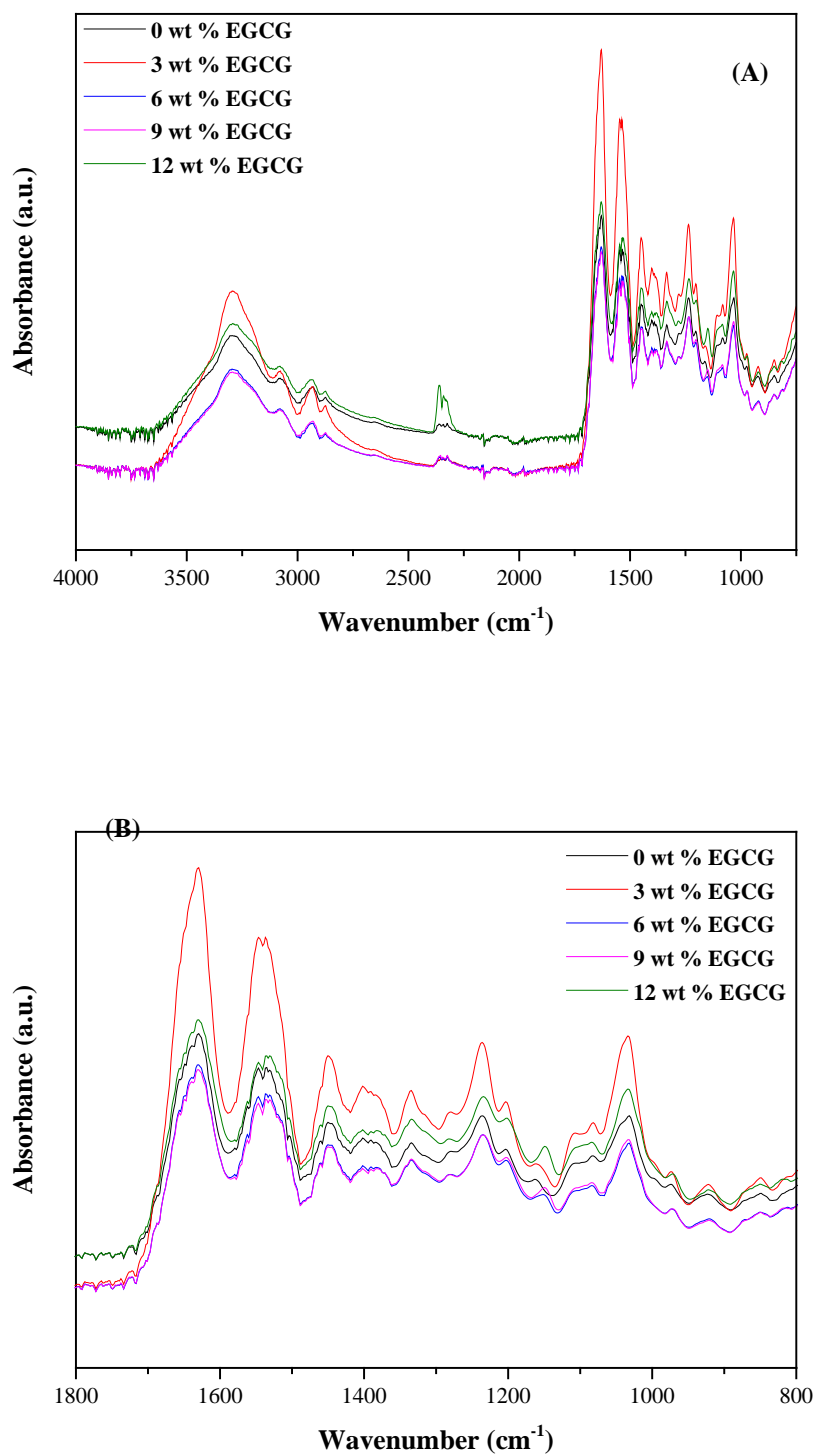 0 wt % EGCG
3 wt % EGCG
6 wt % EGCG
9 wt % EGCG
12 wt % EGCG
(A)
Absorbance (a.u.)
4000 3500 3000 2500 2000 1500 1000
Wavenumber (cm⁻¹)
(B)
0 wt % EGCG
3 wt % EGCG
6 wt % EGCG
9 wt % EGCG
12 wt % EGCG
Absorbance (a.u.)
1800 1600 1400 1200 1000 800
Wavenumber (cm⁻¹)